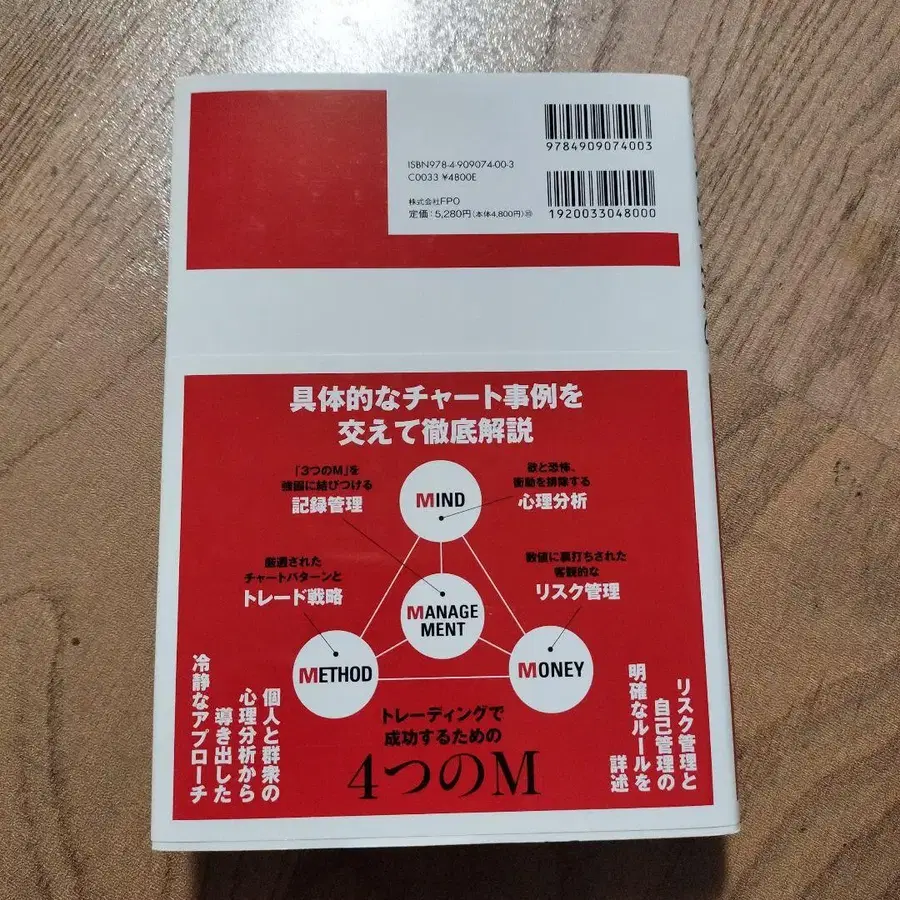 9784909074003
ISBN978-4-909074-00-3
C0033 ¥4800E
1920033048000
株式会社FPO
定価:5,280円(本体4,800円)⑩
具体的なチャート事例を
交えて徹底解説
「3つのM」を
強固に結びつける
記録管理
欲と恐怖、
衝動を排除する
心理分析
MIND
厳選された
チャートパターンと
トレード戦略
数値に裏打ちされた
客観的な
リスク管理
MANAGE
MENT
METHOD
MONEY
個人と群衆の
心理分析から
導き出した
冷静なアプローチ
リスク管理と
自己管理の
明確なルールを
詳述
トレーディングで
成功するための
4つのM